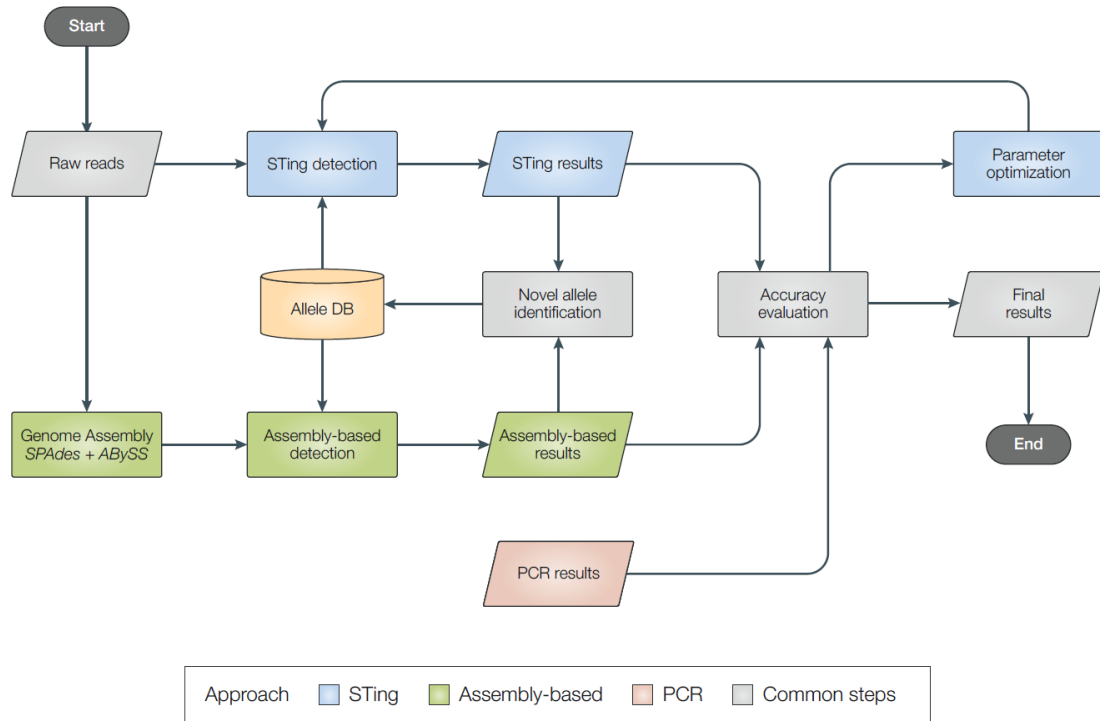 Start
Raw reads
STing detection
STing results
Parameter
optimization
Allele DB
Novel allele
identification
Accuracy
evaluation
Final
results
Genome Assembly
SPAdes + ABySS
Assembly-based
detection
Assembly-based
results
End
PCR results
Approach STing Assembly-based PCR Common steps